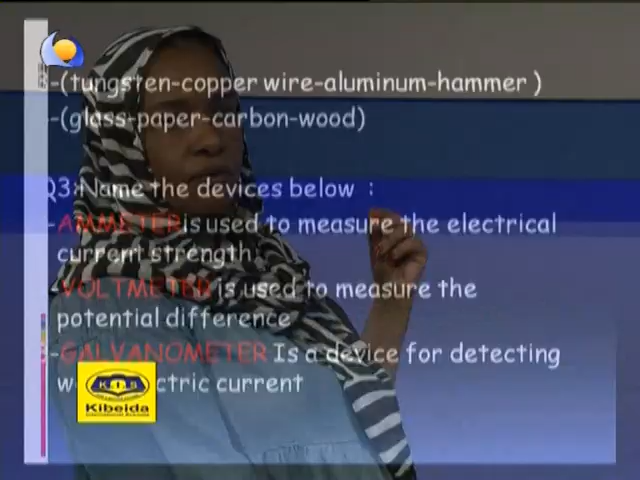 -(tungsten-copper wire-aluminum-hammer )
-(glass-paper-carbon-wood)
Q3:Name the devices below :
-AMMETER is used to measure the electrical
current strength.
-VOLTMETER is used to measure the
potential difference
-GALVANOMETER Is a device for detecting
electric current
KIS
Kibeida